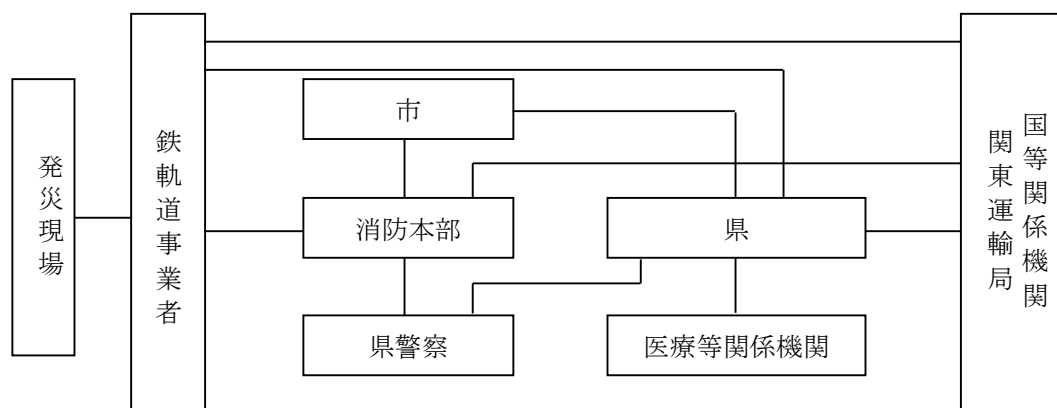 発災現場
鉄軌道事業者
市
消防本部
県警察
県
医療等関係機関
国等関係機関
関東運輸局